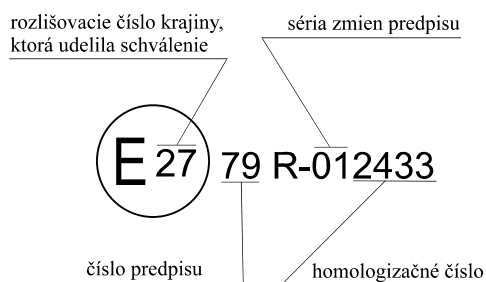 rozlišovacie číslo krajiny,
ktorá udelila schválenie
séria zmien predpisu
E 27 79 R-012433
číslo predpisu
homologizačné číslo